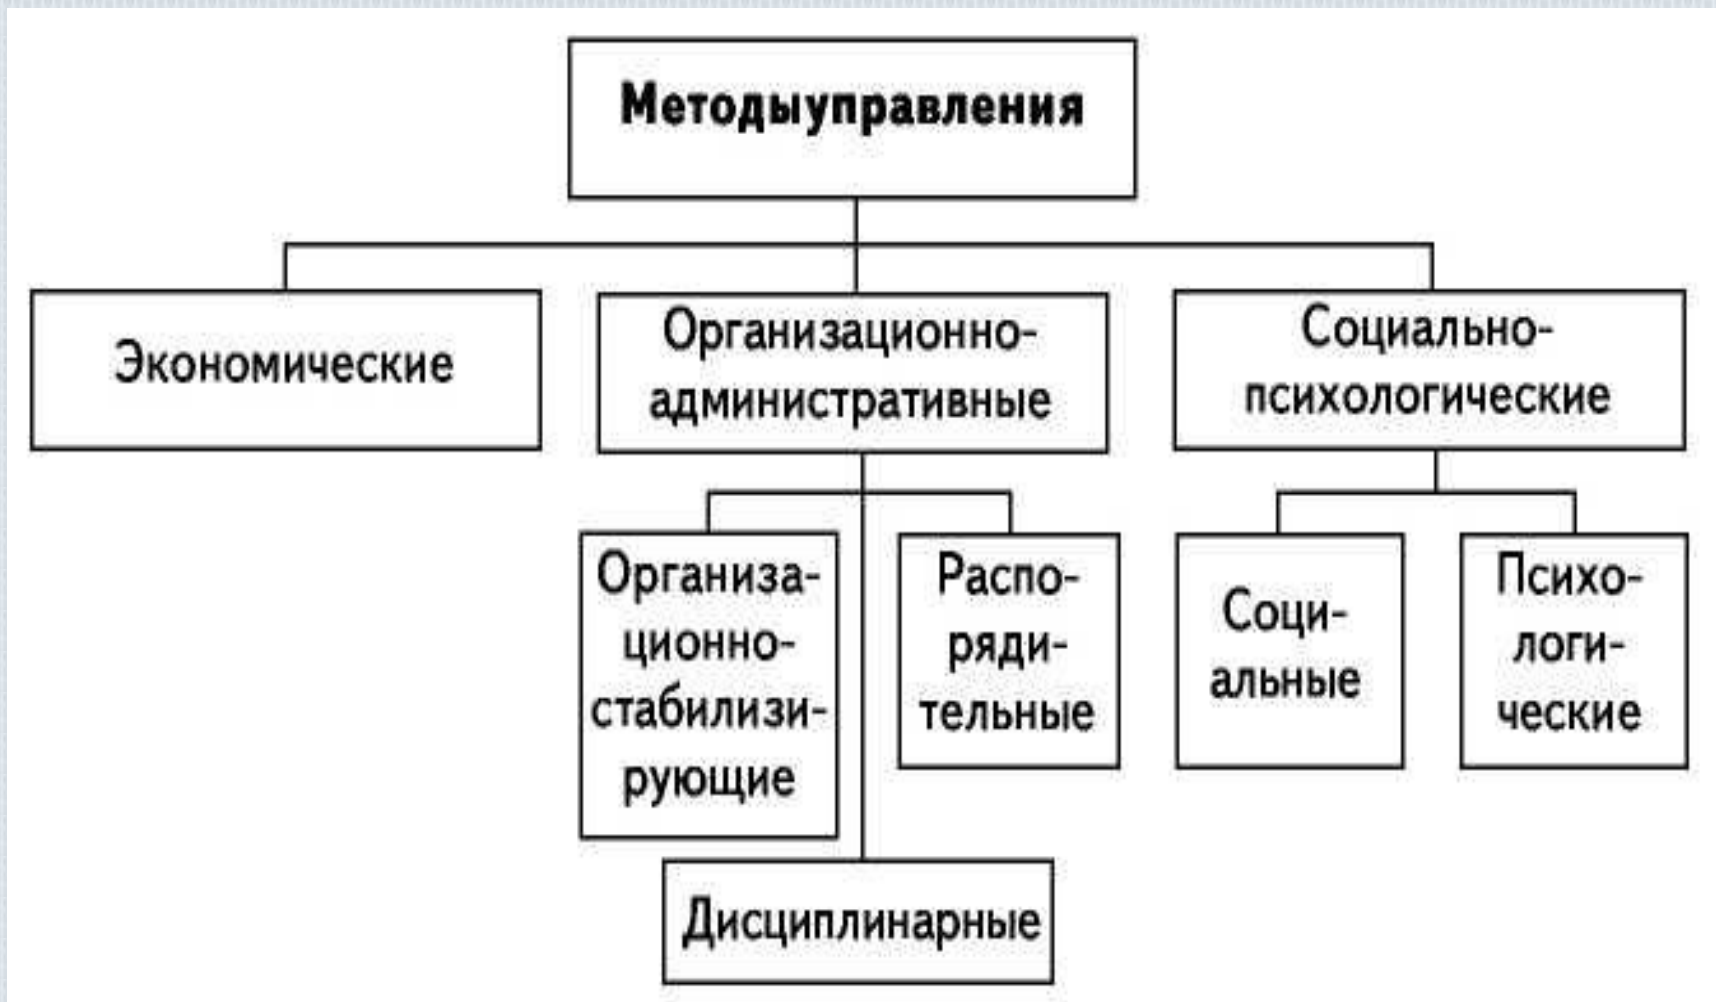 Методыуправления
Экономические
Организационно-
административные
Социально-
психологические
Организа-
ционно-
стабилизи-
рующие
Распо-
ряди-
тельные
Соци-
альные
Психо-
логи-
ческие
Дисциплинарные